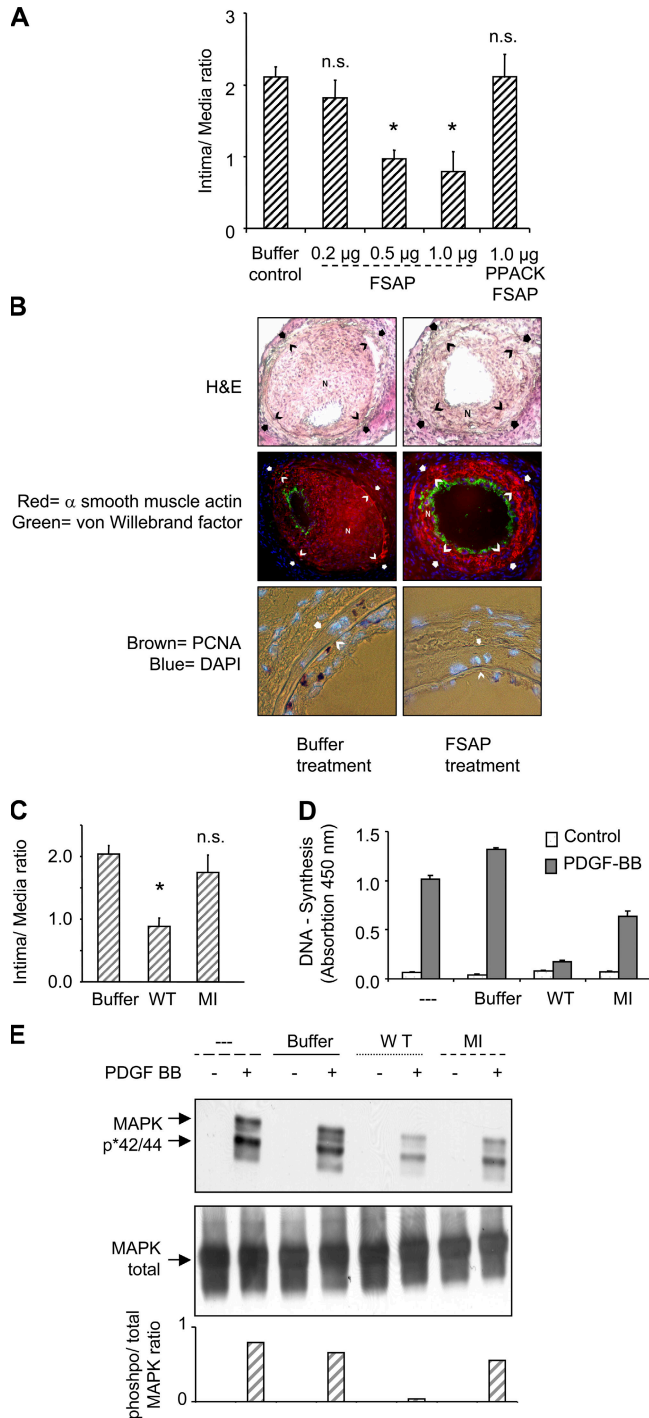 A
Intima/ Media ratio
3
2
1
0
n.s.
*
*
n.s.
Buffer control
0.2 µg
0.5 µg
1.0 µg
FSAP
1.0 µg
PPACK
FSAP
B
H&E
N
N
Red= α smooth muscle actin
Green= von Willebrand factor
N
N
Brown= PCNA
Blue= DAPI
Buffer treatment
FSAP treatment
C
Intima/ Media ratio
2.0
1.0
0.0
*
n.s.
Buffer WT MI
D
DNA - Synthesis
(Absorbtion 450 nm)
1.5
1.0
0.5
0.0
Control
PDGF-BB
--- Buffer WT MI
E
--- Buffer W T MI
PDGF BB - + - + - + - +
MAPK
p*42/44
MAPK
total
phoshpo/ total
MAPK ratio
1
0